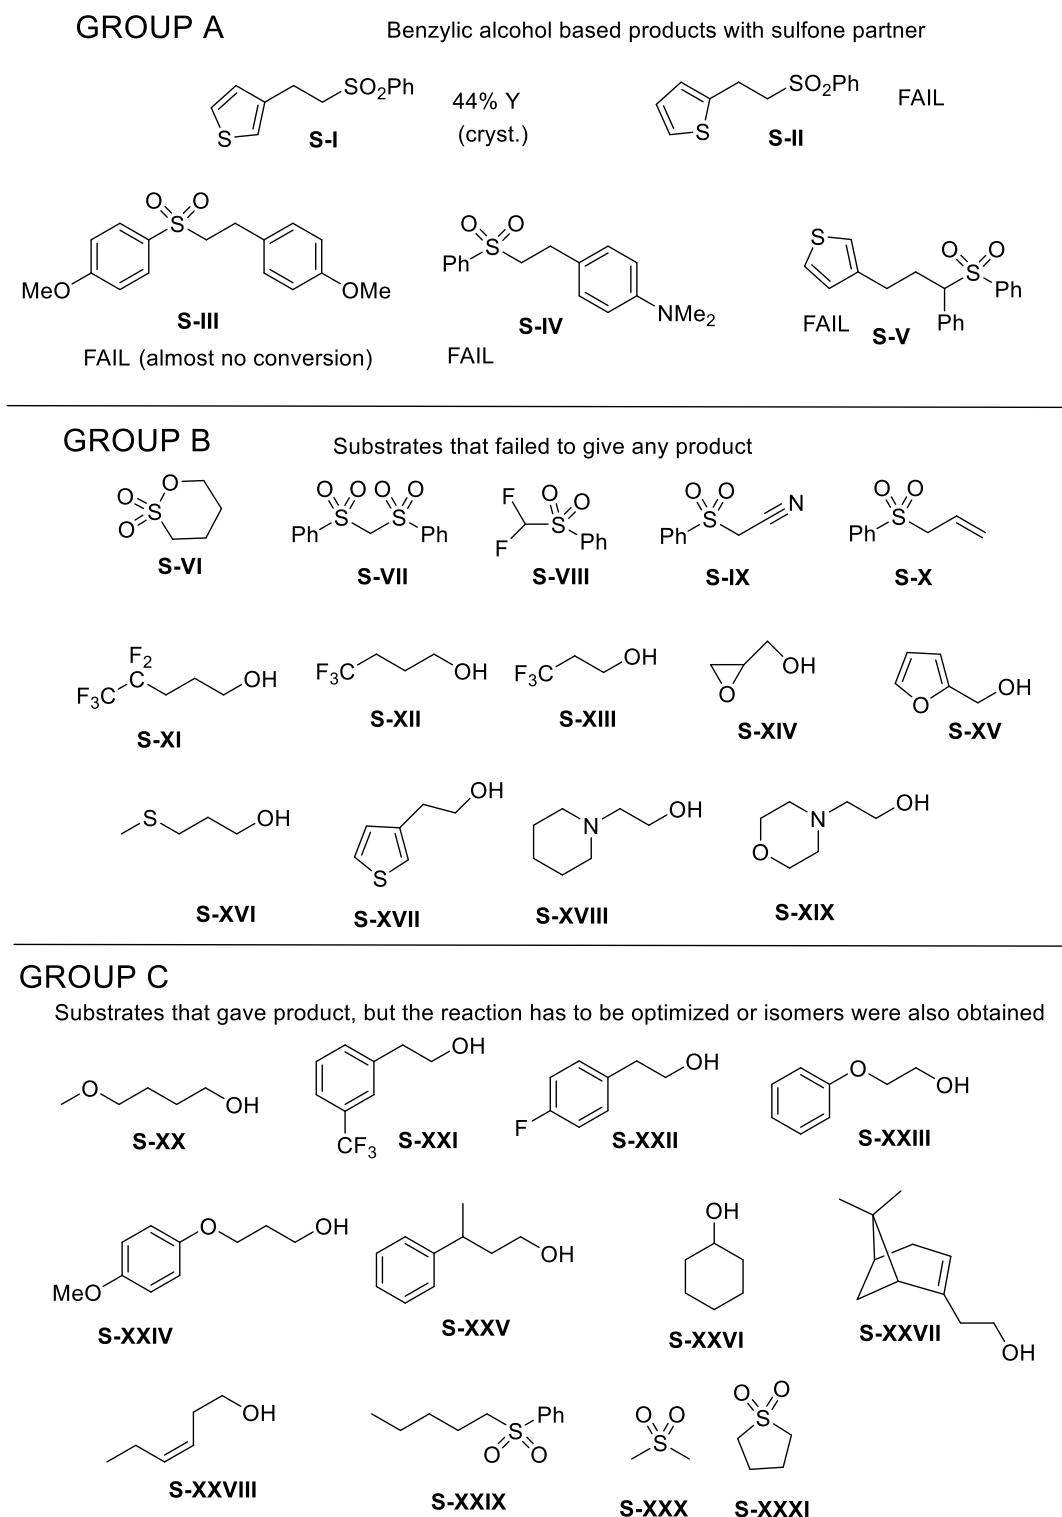 GROUP A
Benzylic alcohol based products with sulfone partner
SO2Ph
S
S-I
44% Y
(cryst.)
SO2Ph
S
S-II
FAIL
O O
S
MeO
OMe
S-III
FAIL (almost no conversion)
O O
S
Ph
NMe2
S-IV
FAIL
S
O O
S
Ph
Ph
FAIL
S-V
GROUP B
Substrates that failed to give any product
O
O
S
O
S-VI
O O O O
S S
Ph Ph
S-VII
F
O
O
S
F
Ph
S-VIII
O O
N
S
Ph
S-IX
O O
S
Ph
S-X
F2
C
F3C
OH
S-XI
F3C
OH
S-XII
F3C
OH
S-XIII
OH
O
S-XIV
O
OH
S-XV
S
OH
S-XVI
OH
S
S-XVII
N
OH
S-XVIII
N
OH
O
S-XIX
GROUP C
Substrates that gave product, but the reaction has to be optimized or isomers were also obtained
O
OH
S-XX
OH
CF3
S-XXI
OH
F
S-XXII
O
OH
S-XXIII
O
OH
MeO
S-XXIV
OH
S-XXV
OH
S-XXVI
S-XXVII
OH
OH
S-XXVIII
Ph
S
O O
S-XXIX
O O
S
S-XXX
O O
S
S-XXXI